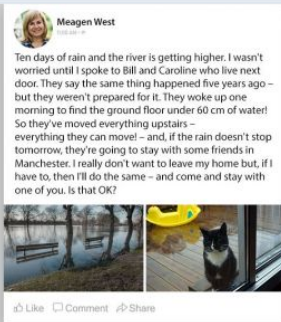 Meagen West
Ten days of rain and the river is getting higher. I wasn't
worried until I spoke to Bill and Caroline who live next
door. They say the same thing happened five years ago –
but they weren't prepared for it. They woke up one
morning to find the ground floor under 60 cm of water!
So they've moved everything upstairs –
everything they can move! – and, if the rain doesn't stop
tomorrow, they're going to stay with some friends in
Manchester. I really don't want to leave my home but, if I
have to, then I'll do the same – and come and stay with
one of you. Is that OK?
Like Comment Share